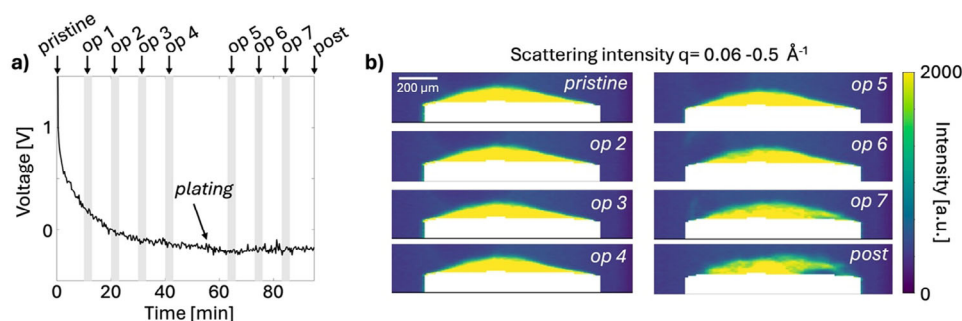 pristine op 1 op 2 op 3 op 4 op 5 op 6 op 7 post
a)
Voltage [V]
1
0
plating
0 20 40 60 80
Time [min]
b)
Scattering intensity q= 0.06 -0.5 Å⁻¹
200 µm
pristine
op 2
op 3
op 4
op 5
op 6
op 7
post
2000
Intensity [a.u.]
0